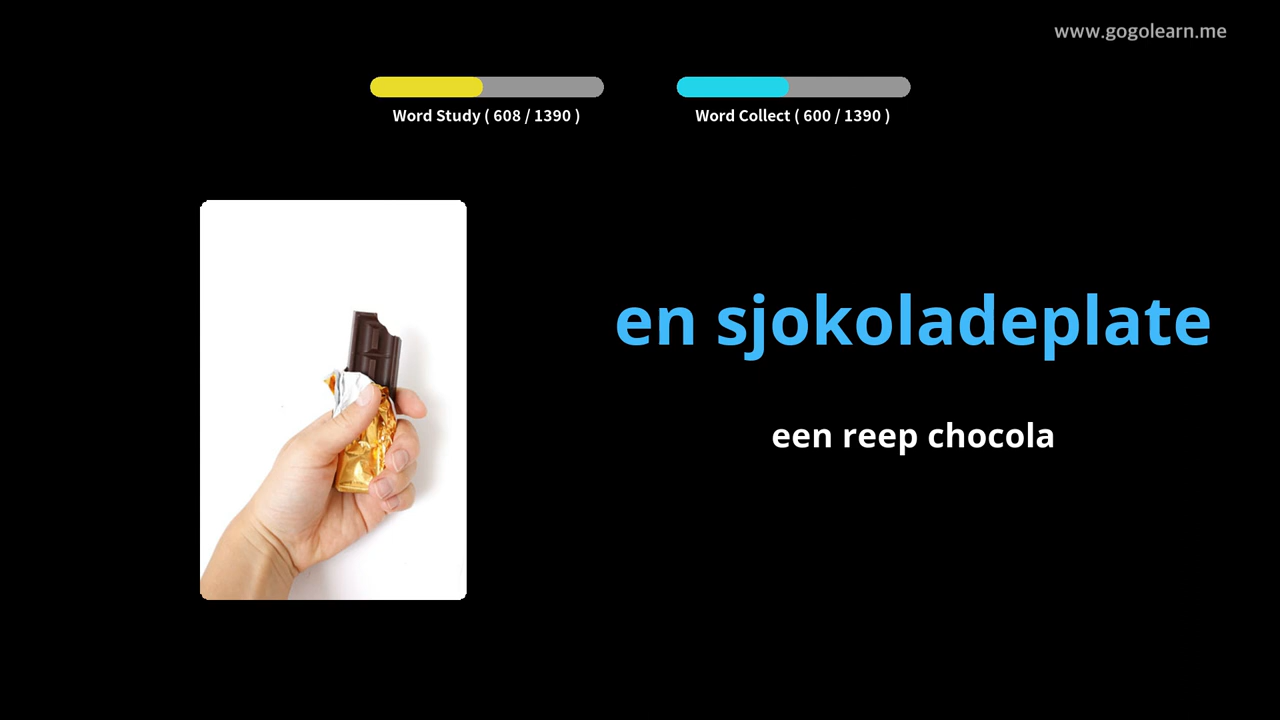 www.gogolearn.me
Word Study ( 608 / 1390 )
Word Collect ( 600 / 1390 )
en sjokoladeplate
een reep chocola